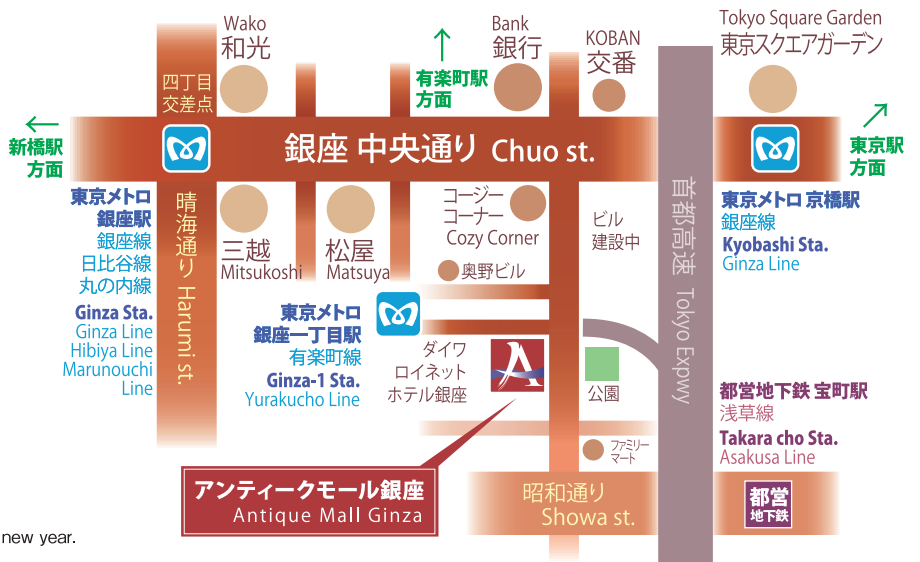 Wako
和光
四丁目
交差点
有楽町駅
方面
Bank
銀行
KOBAN
交番
Tokyo Square Garden
東京スクエアガーデン
新橋駅
方面
銀座 中央通り Chuo st.
東京駅
方面
東京メトロ
銀座駅
銀座線
日比谷線
丸の内線
Ginza Sta.
Ginza Line
Hibiya Line
Marunouchi
Line
晴海通り Harumi st.
三越
Mitsukoshi
松屋
Matsuya
コージー
コーナー
Cozy Corner
奥野ビル
ビル
建設中
首都高速 Tokyo Expwy
東京メトロ 京橋駅
銀座線
Kyobashi Sta.
Ginza Line
東京メトロ
銀座一丁目駅
有楽町線
Ginza-1 Sta.
Yurakucho Line
ダイワ
ロイネット
ホテル銀座
A
公園
都営地下鉄 宝町駅
浅草線
Takara cho Sta.
Asakusa Line
ファミリー
マート
アンティークモール銀座
Antique Mall Ginza
昭和通り
Showa st.
都営
地下鉄
new year.